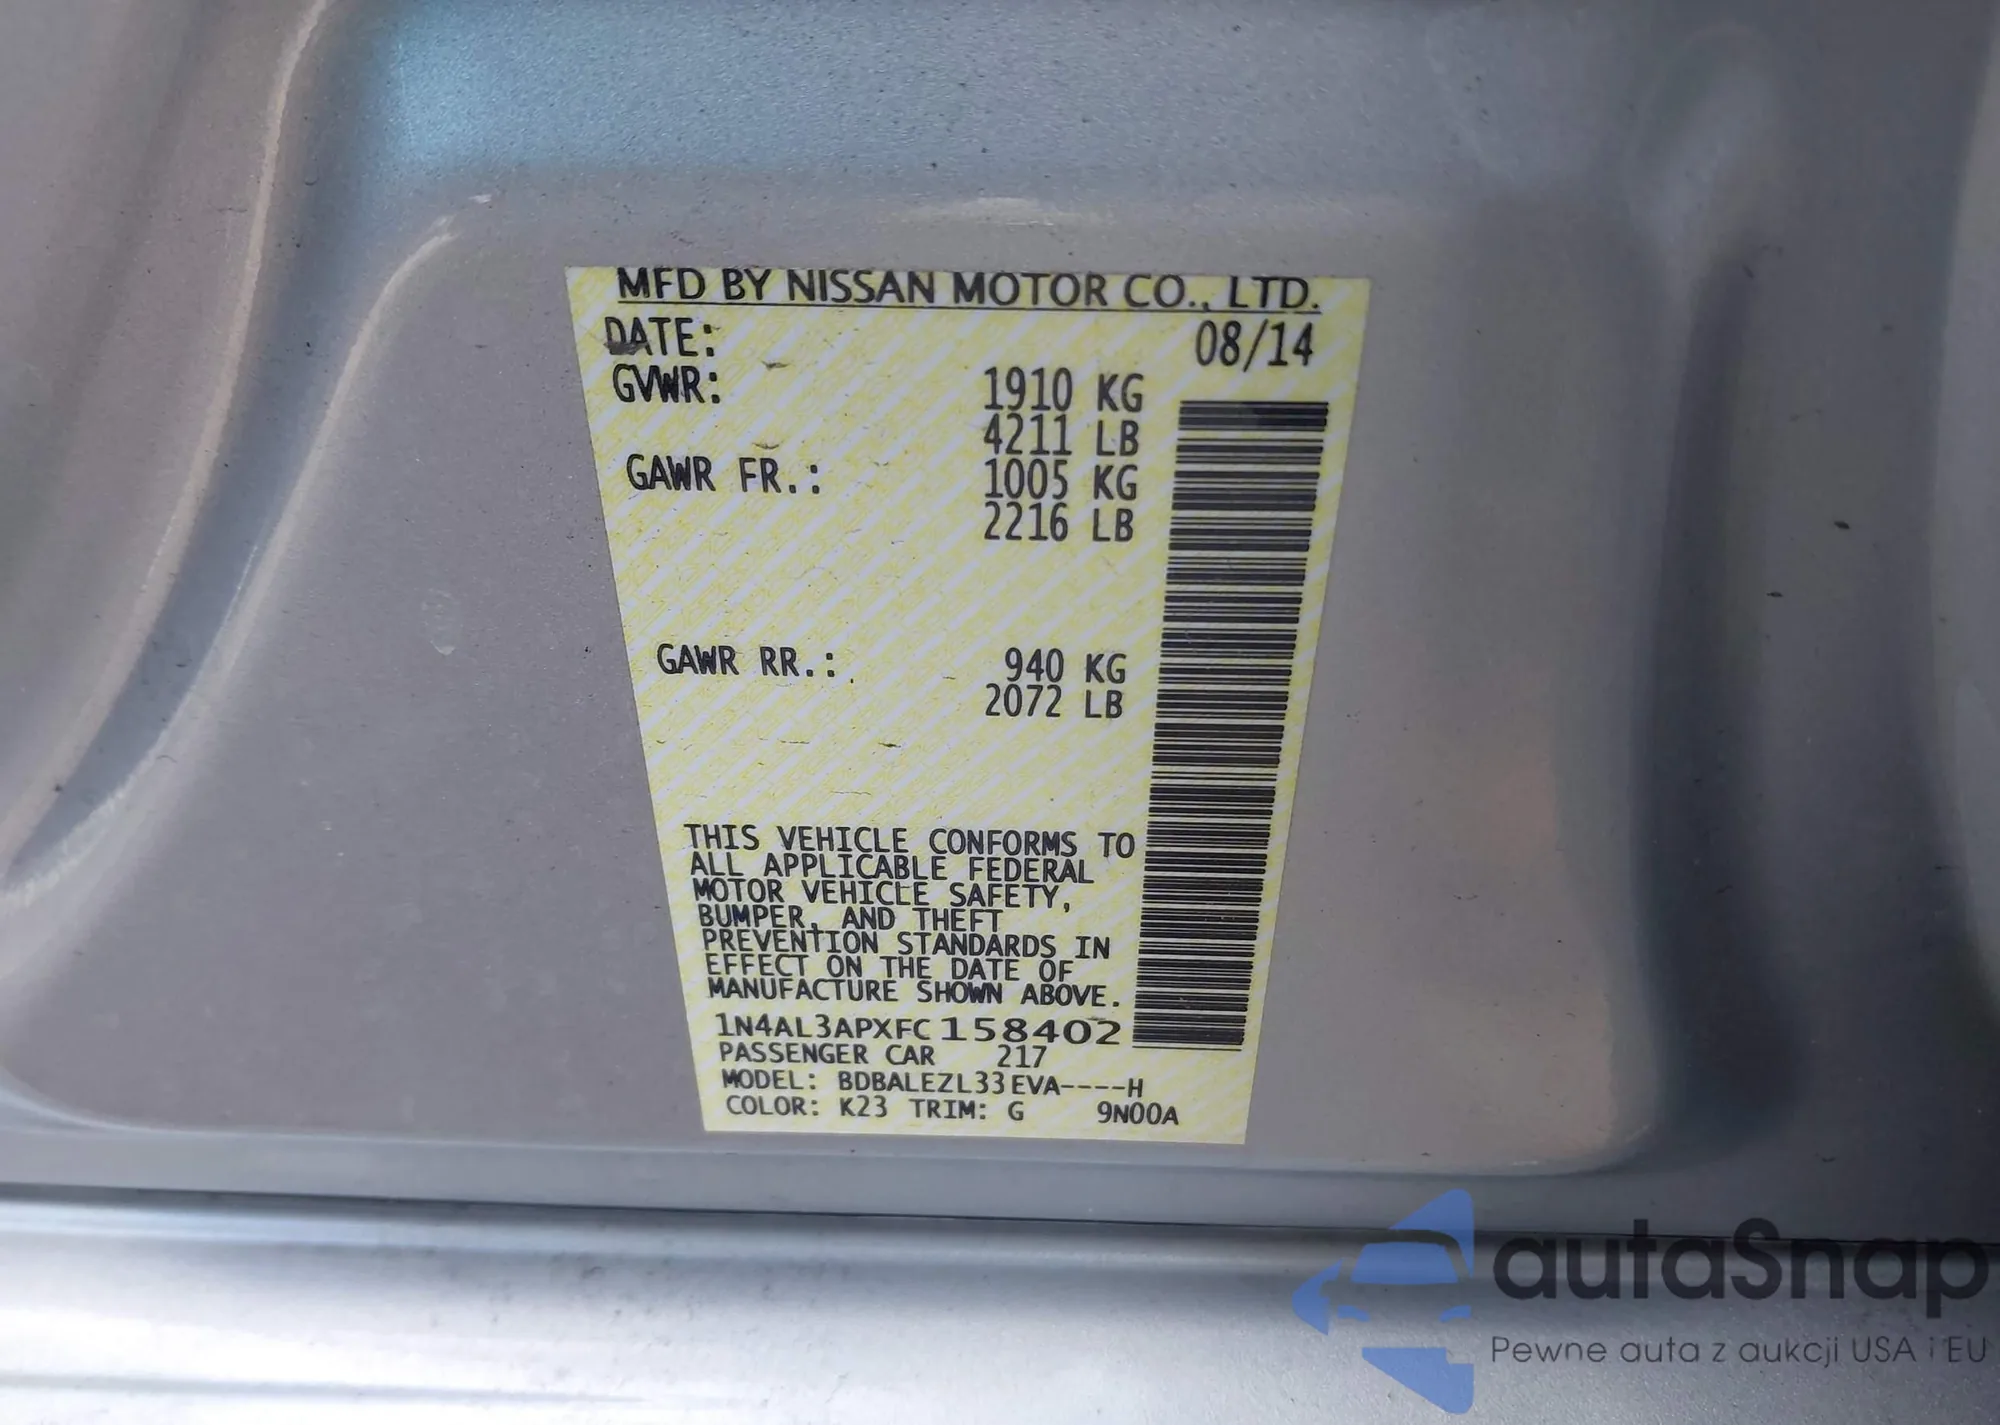 MFD BY NISSAN MOTOR CO., LTD.
DATE: 08/14
GVWR: 1910 KG
4211 LB
GAWR FR.: 1005 KG
2216 LB
GAWR RR.: 940 KG
2072 LB
THIS VEHICLE CONFORMS TO
ALL APPLICABLE FEDERAL
MOTOR VEHICLE SAFETY,
BUMPER, AND THEFT
PREVENTION STANDARDS IN
EFFECT ON THE DATE OF
MANUFACTURE SHOWN ABOVE.
1N4AL3APXFC158402
PASSENGER CAR 217
MODEL: BDBALEZL33EVA----H
COLOR: K23 TRIM: G 9N00A
autaSnap
Pewne auta z aukcji USA i EU